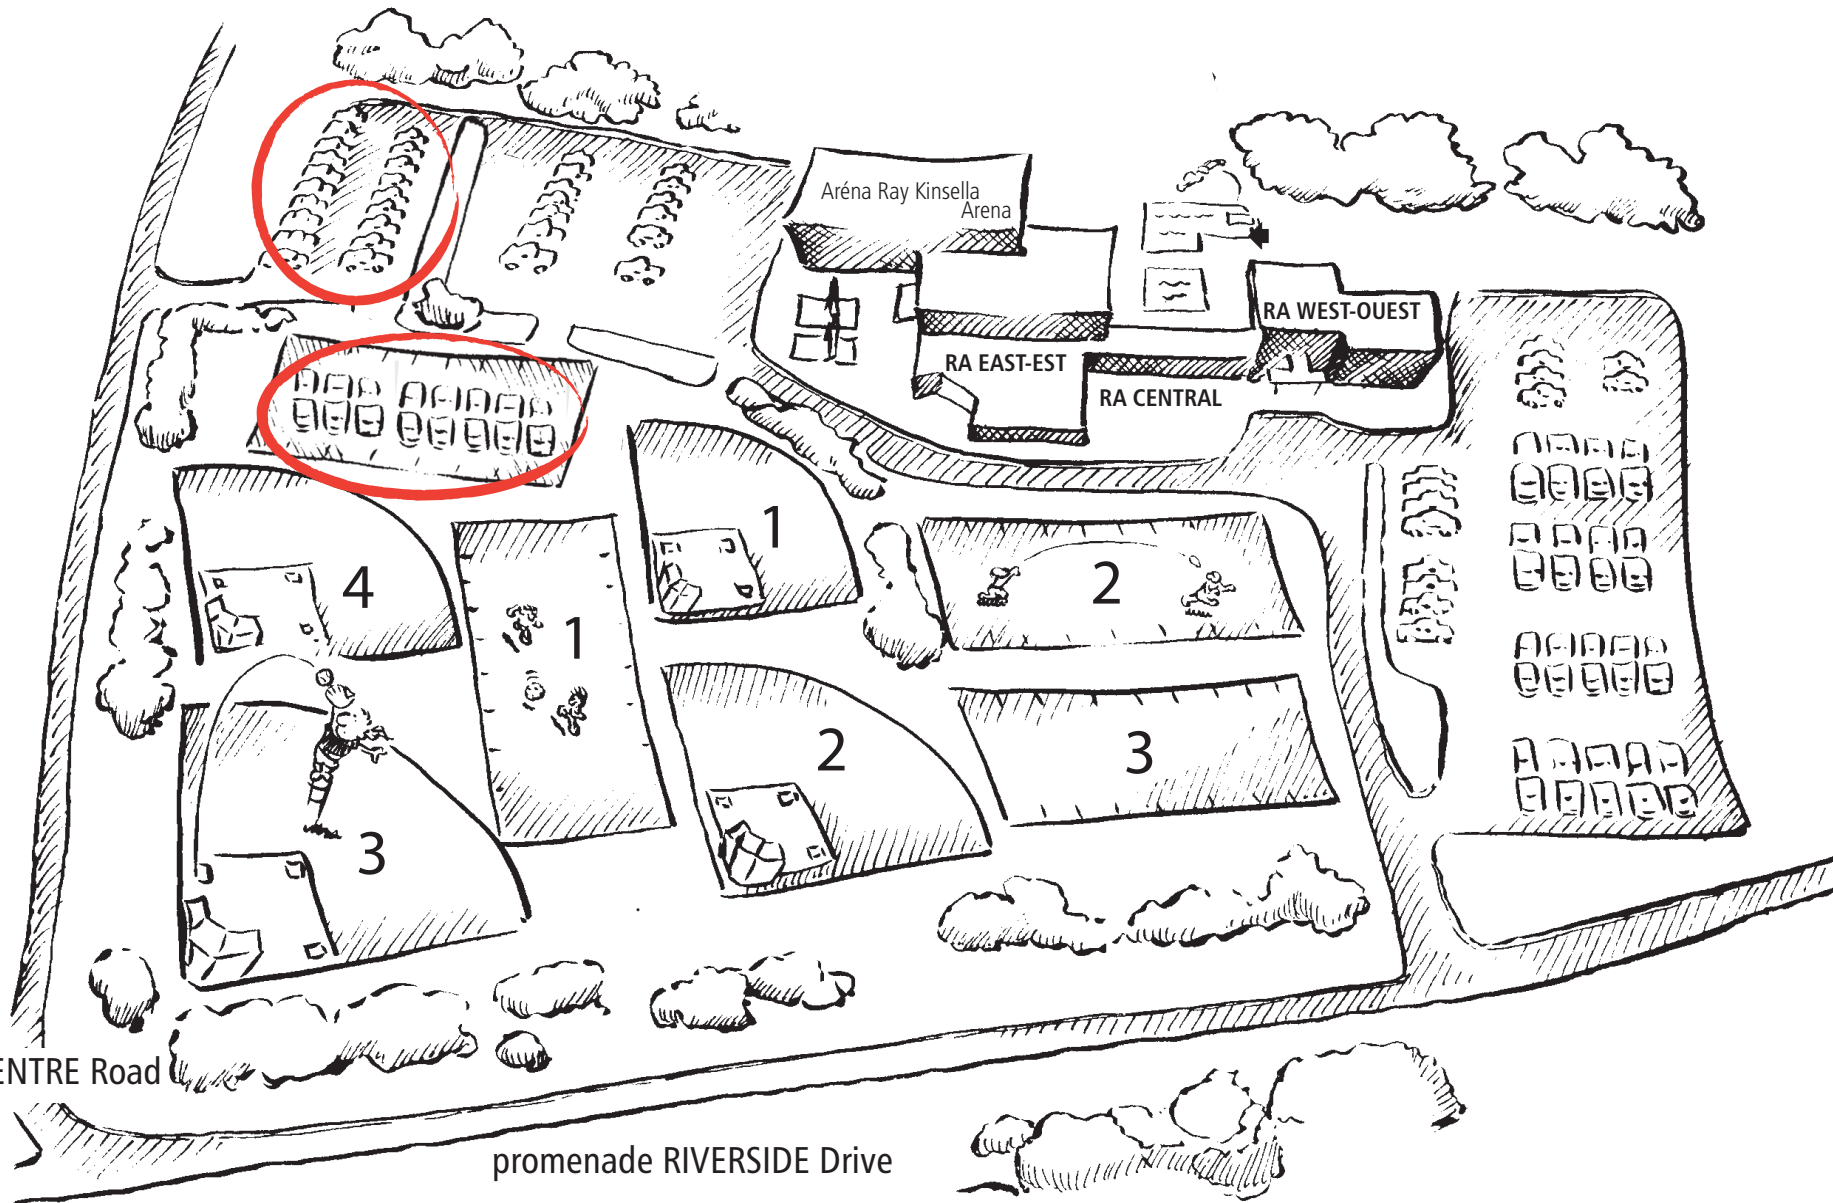 Aréna Ray Kinsella
Arena
RA WEST-OUEST
RA EAST-EST
RA CENTRAL
1
2
4
1
2
3
3
ENTRE Road
promenade RIVERSIDE Drive